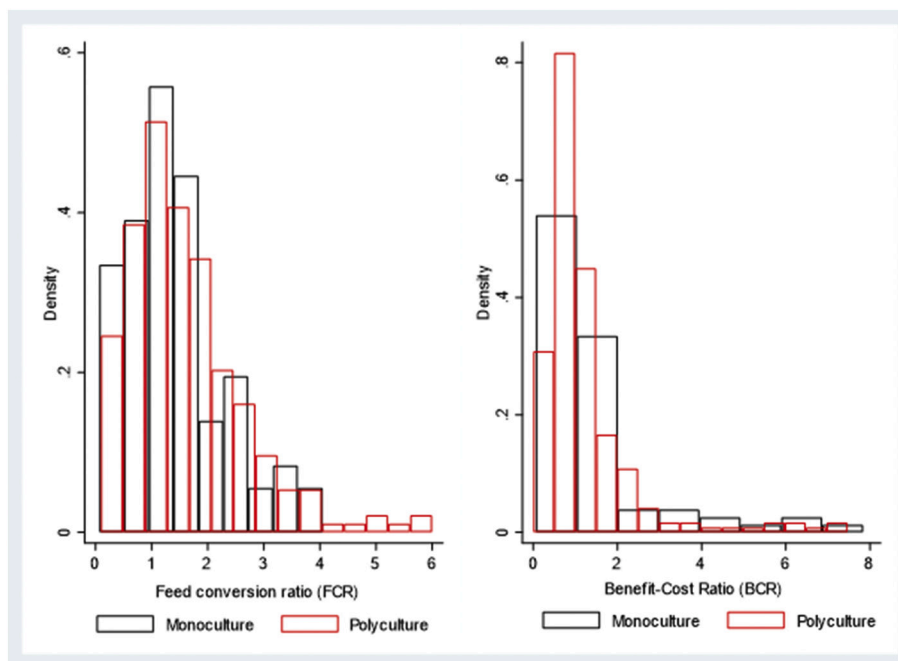 .6
.4
.2
0
Density
0 1 2 3 4 5 6
Feed conversion ratio (FCR)
Monoculture Polyculture
.8
.6
.4
.2
0
Density
0 2 4 6 8
Benefit-Cost Ratio (BCR)
Monoculture Polyculture